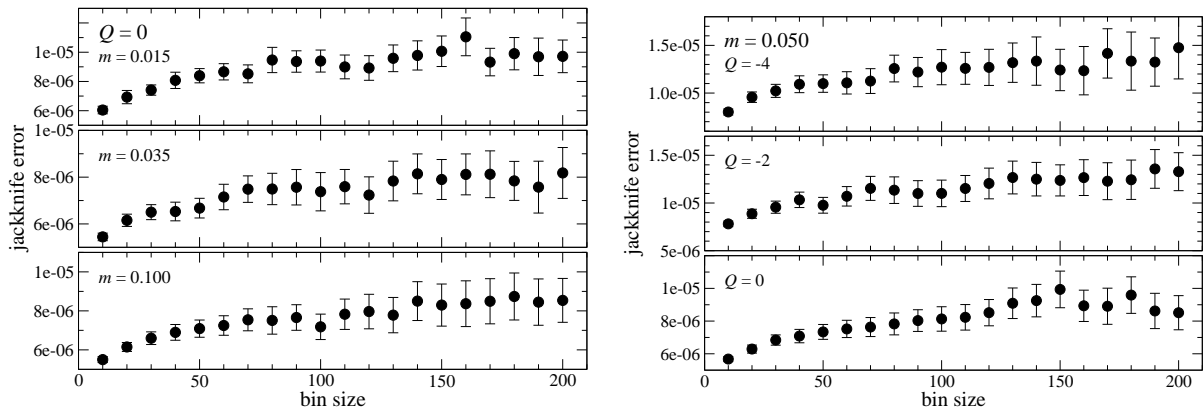 Q = 0
m = 0.015
1e-05
8e-06
6e-06
m = 0.035
1e-05
8e-06
6e-06
m = 0.100
1e-05
8e-06
6e-06
0 50 100 150 200
bin size
jackknife error
m = 0.050
Q = -4
1.5e-05
1.0e-05
Q = -2
1.5e-05
1e-05
5e-06
Q = 0
1e-05
8e-06
6e-06
0 50 100 150 200
bin size
jackknife error